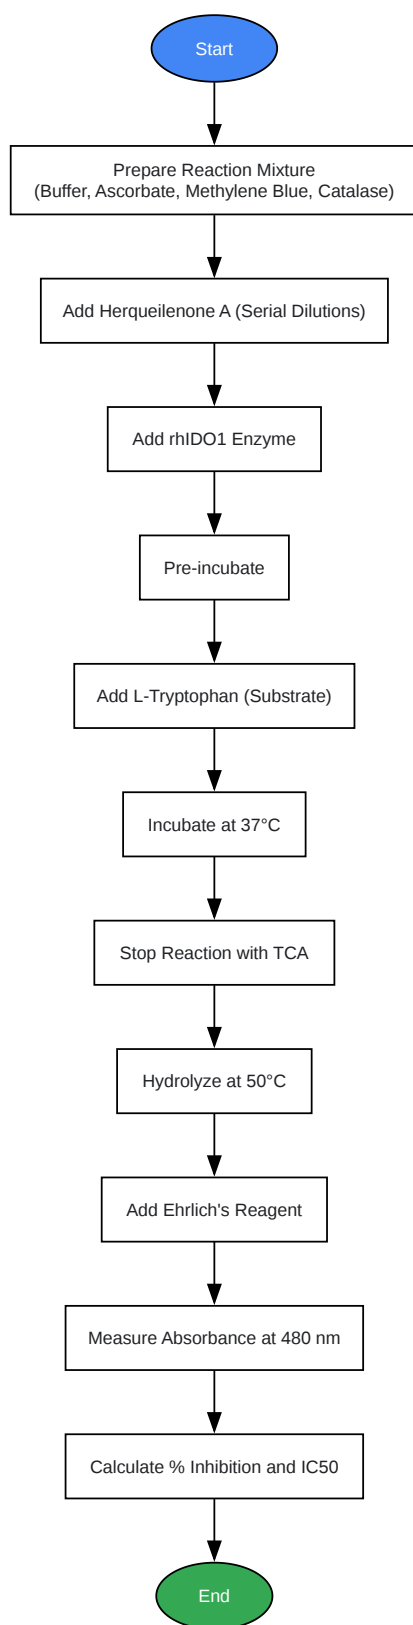 Start
Prepare Reaction Mixture
(Buffer, Ascorbate, Methylene Blue, Catalase)
Add Herqueilenone A (Serial Dilutions)
Add rhIDO1 Enzyme
Pre-incubate
Add L-Tryptophan (Substrate)
Incubate at 37°C
Stop Reaction with TCA
Hydrolyze at 50°C
Add Ehrlich's Reagent
Measure Absorbance at 480 nm
Calculate % Inhibition and IC50
End